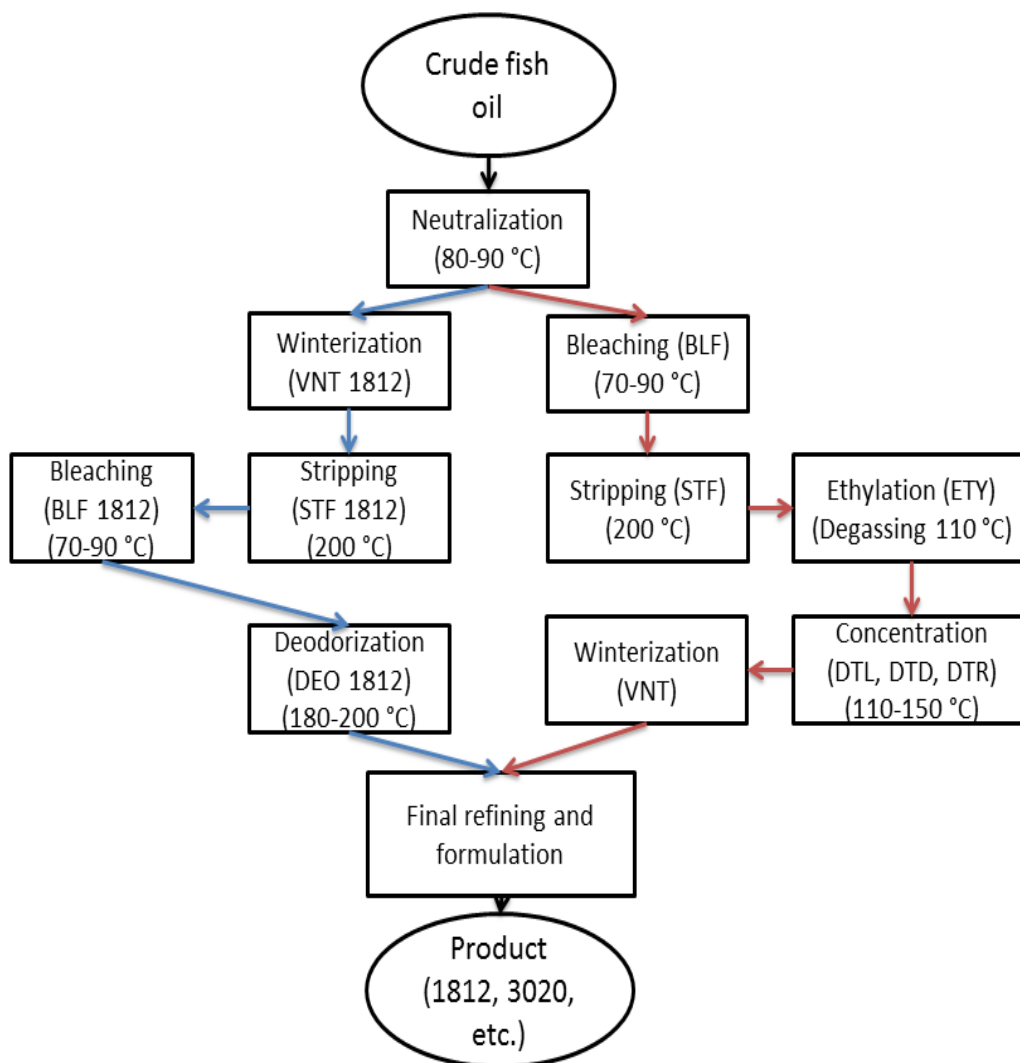 Crude fish
oil
Neutralization
(80-90 °C)
Winterization
(VNT 1812)
Bleaching (BLF)
(70-90 °C)
Bleaching
(BLF 1812)
(70-90 °C)
Stripping
(STF 1812)
(200 °C)
Stripping (STF)
(200 °C)
Ethylation (ETY)
(Degassing 110 °C)
Deodorization
(DEO 1812)
(180-200 °C)
Winterization
(VNT)
Concentration
(DTL, DTD, DTR)
(110-150 °C)
Final refining and
formulation
Product
(1812, 3020,
etc.)